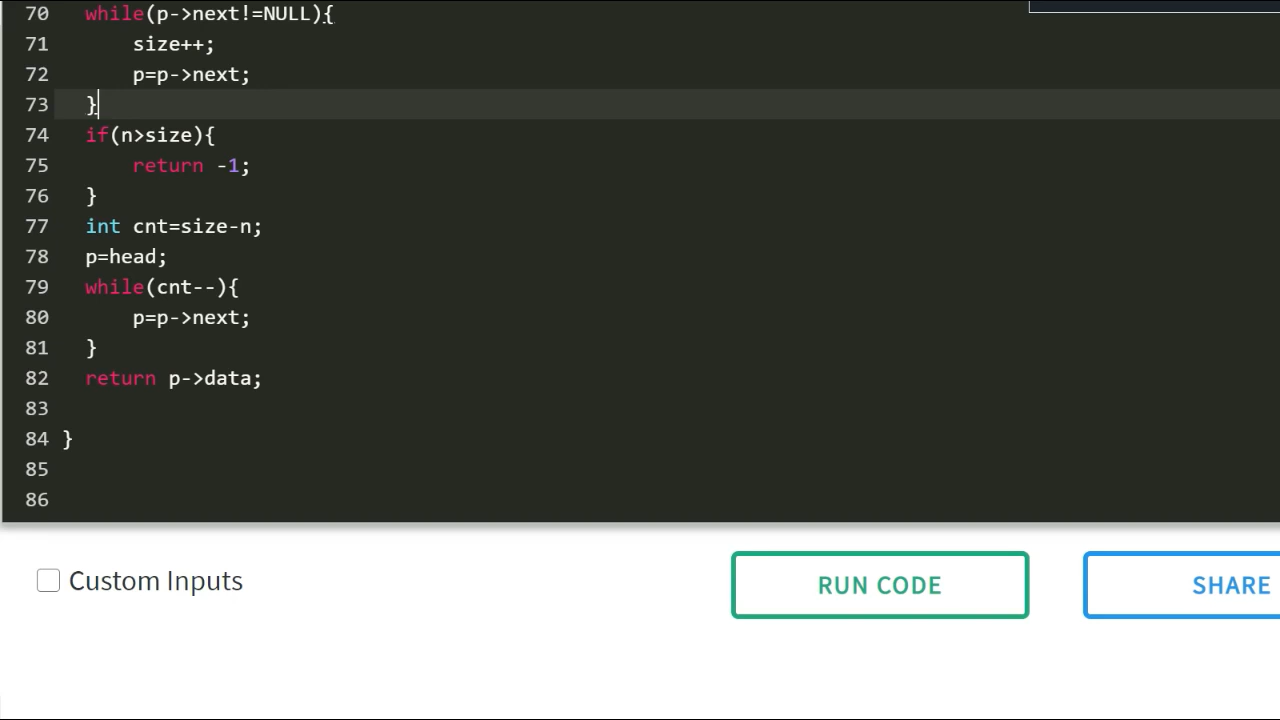 70 while(p->next!=NULL){
71 size++;
72 p=p->next;
73 }
74 if(n>size){
75 return -1;
76 }
77 int cnt=size-n;
78 p=head;
79 while(cnt--){
80 p=p->next;
81 }
82 return p->data;
83
84 }
85
86
Custom Inputs
RUN CODE
SHARE